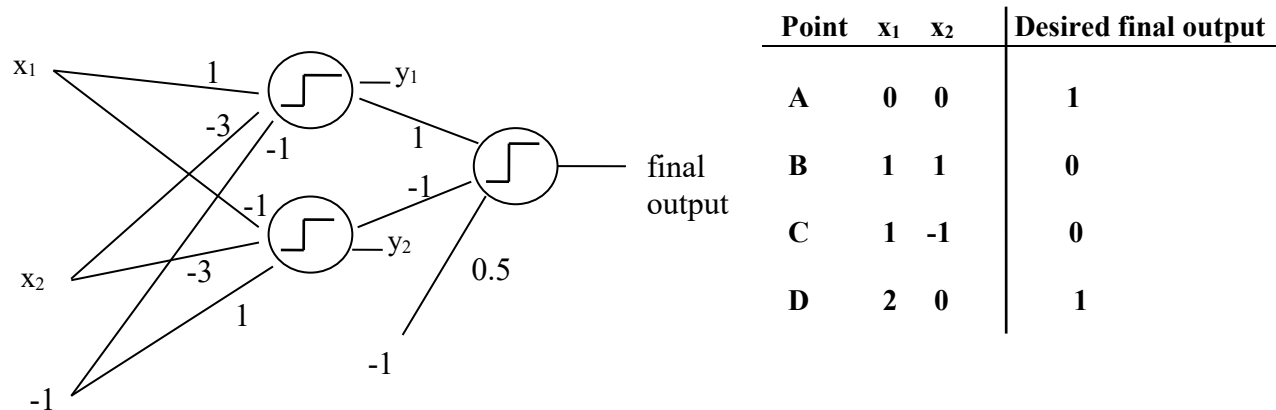 x₁
1
-3
-1
y₁
1
-1
-1
y₂
x₂
-3
1
-1
0.5
-1
final
output
Point x₁ x₂ Desired final output
A 0 0 1
B 1 1 0
C 1 -1 0
D 2 0 1